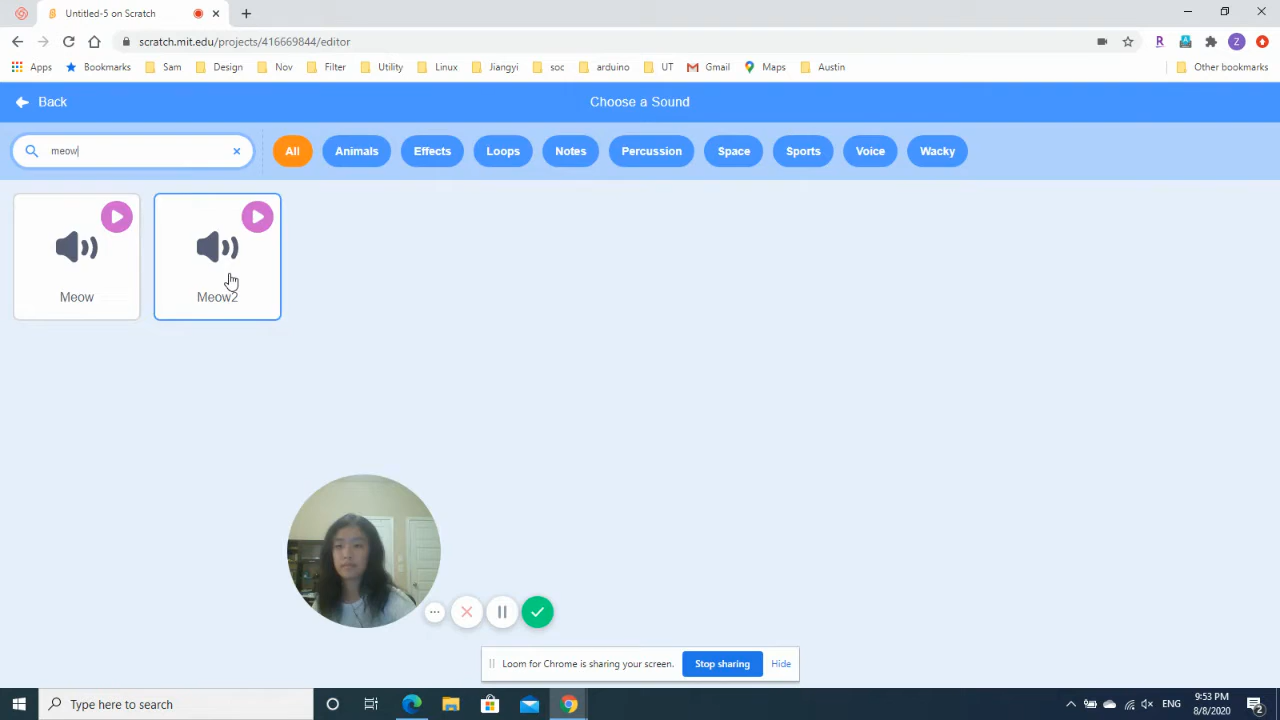 Untitled-5 on Scratch
scratch.mit.edu/projects/416669844/editor
R
Z
Apps Bookmarks Sam Design Nov Filter Utility Linux Jiangyi soc arduino UT Gmail Maps Austin Other bookmarks
Back
Choose a Sound
meow
All Animals Effects Loops Notes Percussion Space Sports Voice Wacky
Meow Meow2
Loom for Chrome is sharing your screen. Stop sharing Hide
Type here to search
ENG
9:53 PM
8/8/2020
2